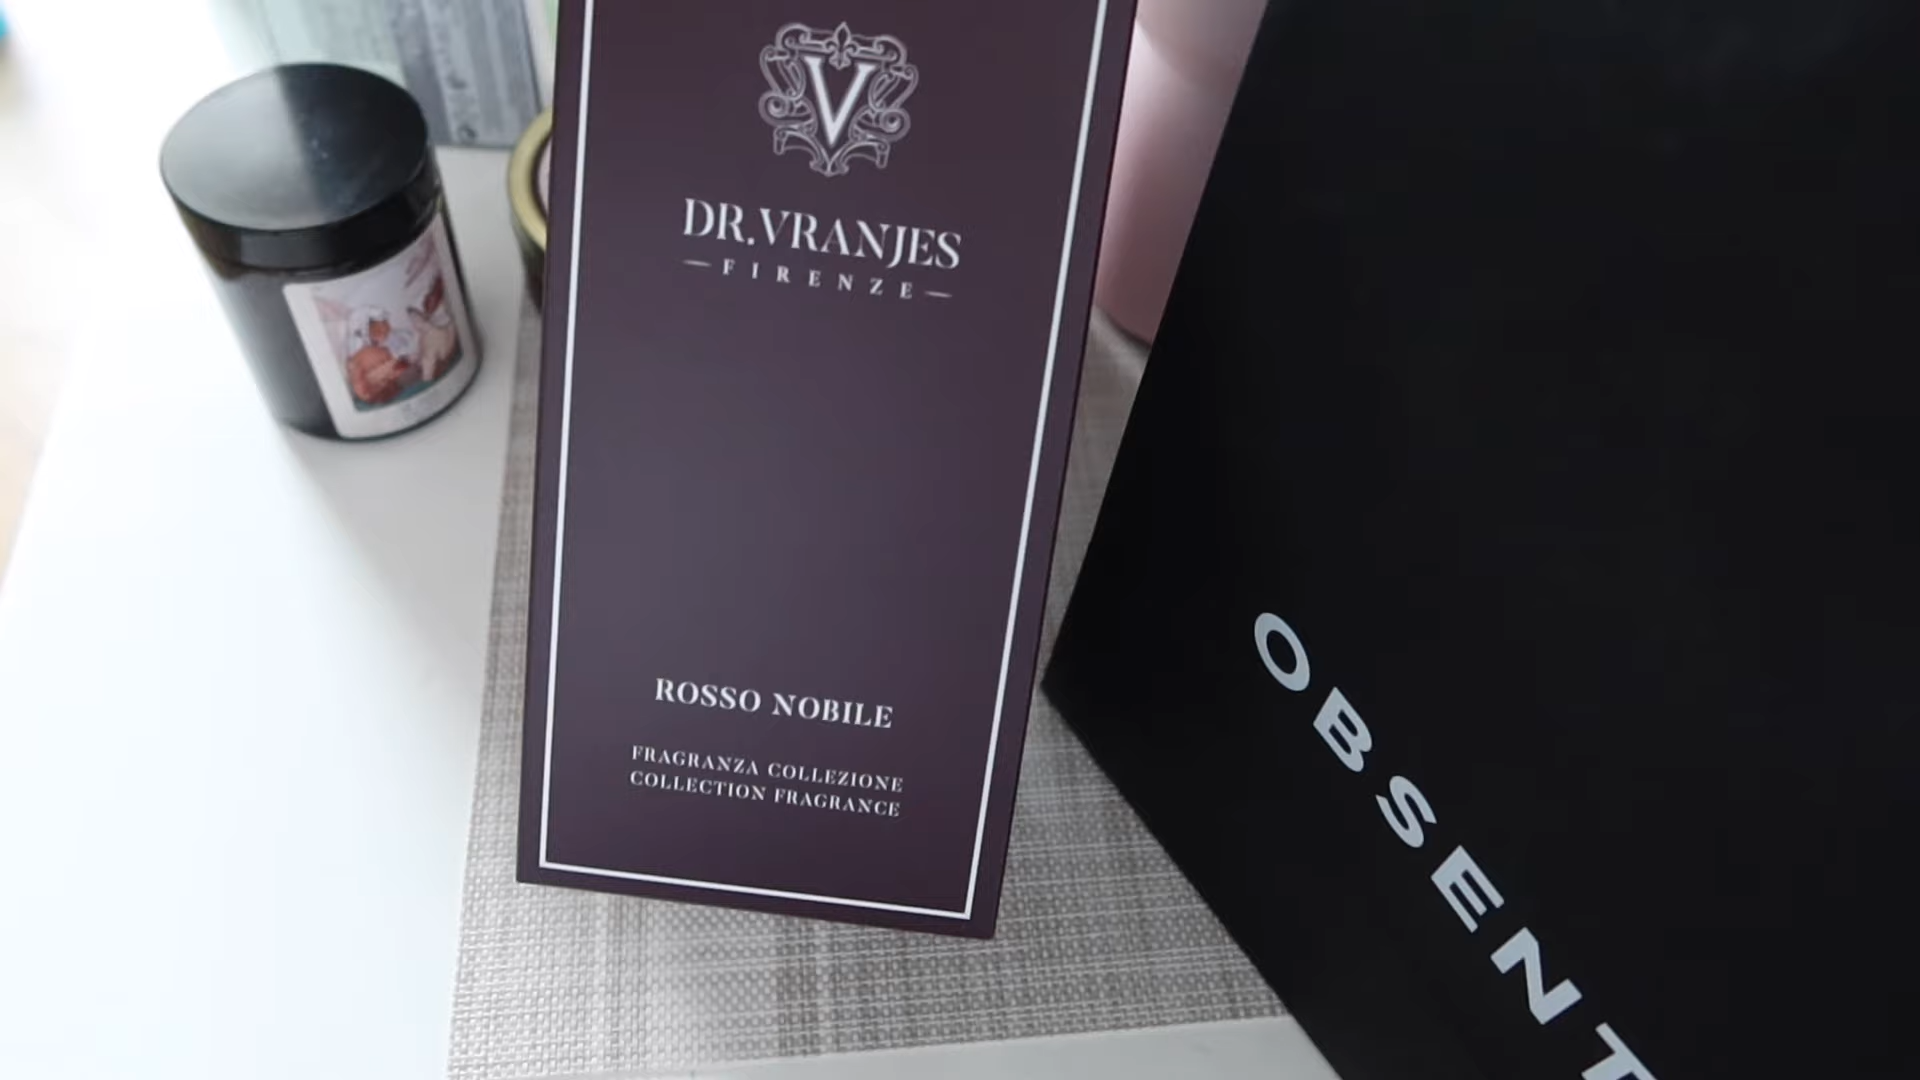 V
DR.VRANJES
FIRENZE
ROSSO NOBILE
FRAGRANZA COLLEZIONE
COLLECTION FRAGRANCE
OBSENT